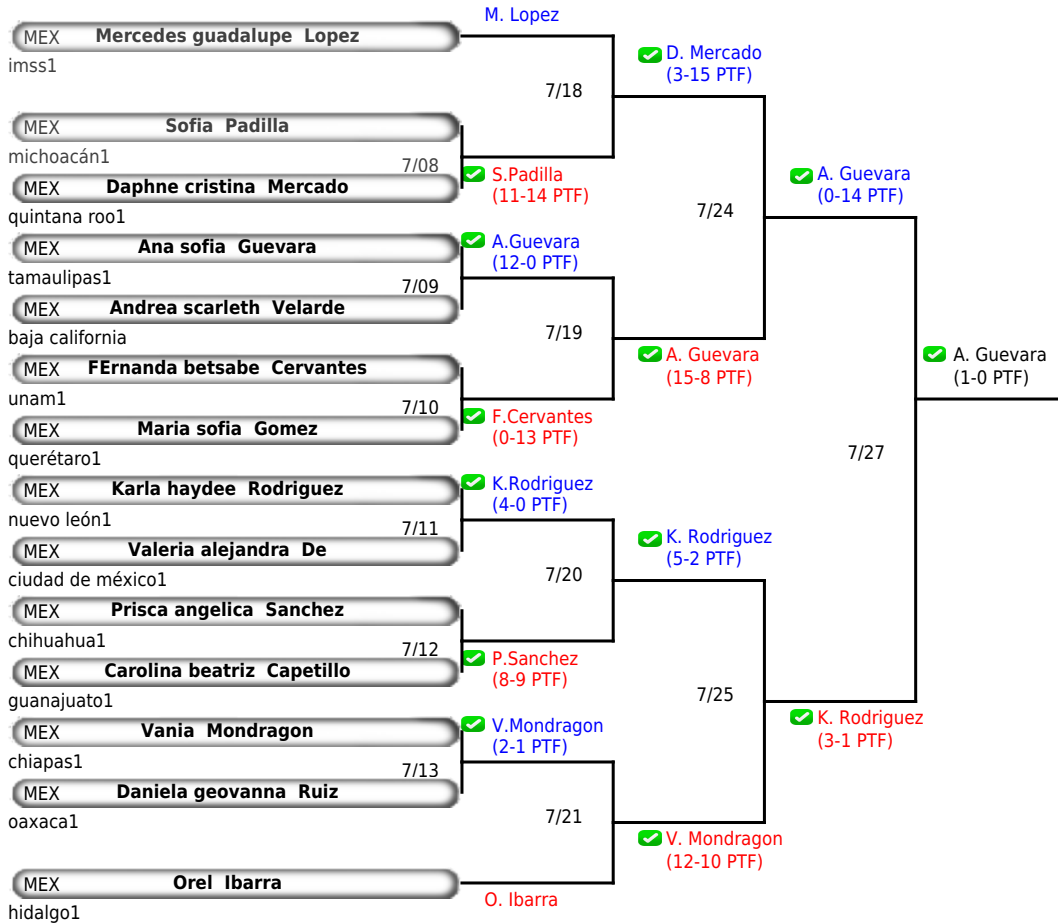 M. Lopez
MEX Mercedes guadalupe Lopez
imss1
D. Mercado
(3-15 PTF)
7/18
MEX Sofia Padilla
michoacán1
7/08
MEX Daphne cristina Mercado
quintana roo1
S.Padilla
(11-14 PTF)
A. Guevara
(0-14 PTF)
7/24
MEX Ana sofia Guevara
tamaulipas1
A.Guevara
(12-0 PTF)
7/09
MEX Andrea scarleth Velarde
baja california
7/19
MEX FErnanda betsabe Cervantes
unam1
A. Guevara
(15-8 PTF)
A. Guevara
(1-0 PTF)
7/10
MEX Maria sofia Gomez
querétaro1
F.Cervantes
(0-13 PTF)
7/27
MEX Karla haydee Rodriguez
nuevo león1
K.Rodriguez
(4-0 PTF)
7/11
MEX Valeria alejandra De
ciudad de méxico1
K. Rodriguez
(5-2 PTF)
7/20
MEX Prisca angelica Sanchez
chihuahua1
7/12
MEX Carolina beatriz Capetillo
guanajuato1
P.Sanchez
(8-9 PTF)
7/25
MEX Vania Mondragon
chiapas1
V.Mondragon
(2-1 PTF)
K. Rodriguez
(3-1 PTF)
7/13
MEX Daniela geovanna Ruiz
oaxaca1
7/21
V. Mondragon
(12-10 PTF)
MEX Orel Ibarra
hidalgo1
O. Ibarra